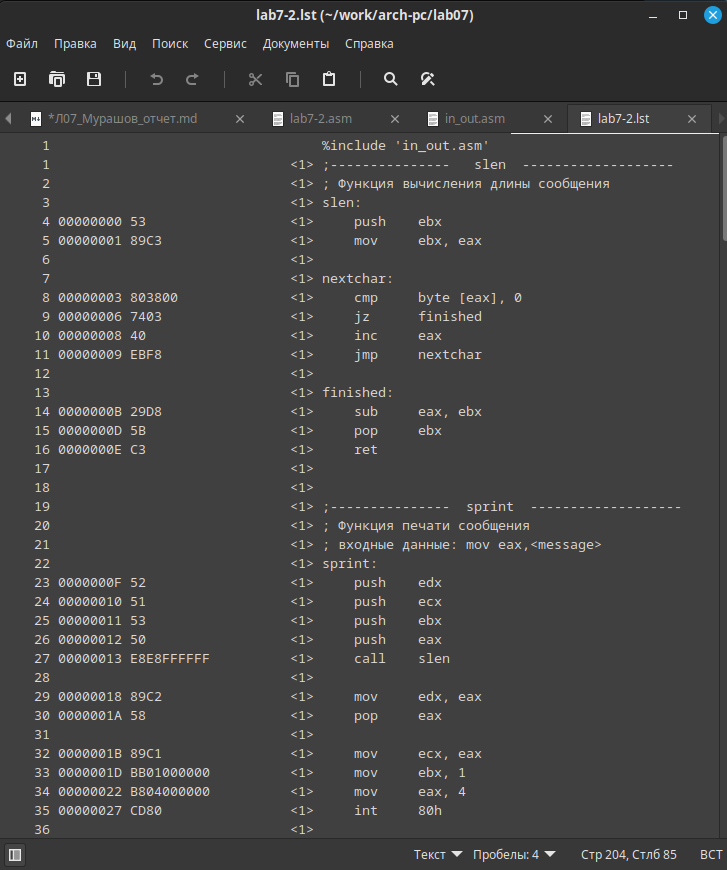 lab7-2.lst (~/work/arch-pc/lab07)
Файл Правка Вид Поиск Сервис Документы Справка
*Л07_Мурашов_отчет.md lab7-2.asm in_out.asm lab7-2.lst
1 %include 'in_out.asm'
1 <1> ;--------------- slen -------------------
2 <1> ; Функция вычисления длины сообщения
3 <1> slen:
4 00000000 53 <1> push ebx
5 00000001 89C3 <1> mov ebx, eax
6 <1>
7 <1> nextchar:
8 00000003 803800 <1> cmp byte [eax], 0
9 00000006 7403 <1> jz finished
10 00000008 40 <1> inc eax
11 00000009 EBF8 <1> jmp nextchar
12 <1>
13 <1> finished:
14 0000000B 29D8 <1> sub eax, ebx
15 0000000D 5B <1> pop ebx
16 0000000E C3 <1> ret
17 <1>
18 <1>
19 <1> ;--------------- sprint -------------------
20 <1> ; Функция печати сообщения
21 <1> ; входные данные: mov eax,<message>
22 <1> sprint:
23 0000000F 52 <1> push edx
24 00000010 51 <1> push ecx
25 00000011 53 <1> push ebx
26 00000012 50 <1> push eax
27 00000013 E8E8FFFFFF <1> call slen
28 <1>
29 00000018 89C2 <1> mov edx, eax
30 0000001A 58 <1> pop eax
31 <1>
32 0000001B 89C1 <1> mov ecx, eax
33 0000001D BB01000000 <1> mov ebx, 1
34 00000022 B804000000 <1> mov eax, 4
35 00000027 CD80 <1> int 80h
36 <1>
Текст Пробелы: 4 Стр 204, Стлб 85 ВСТ